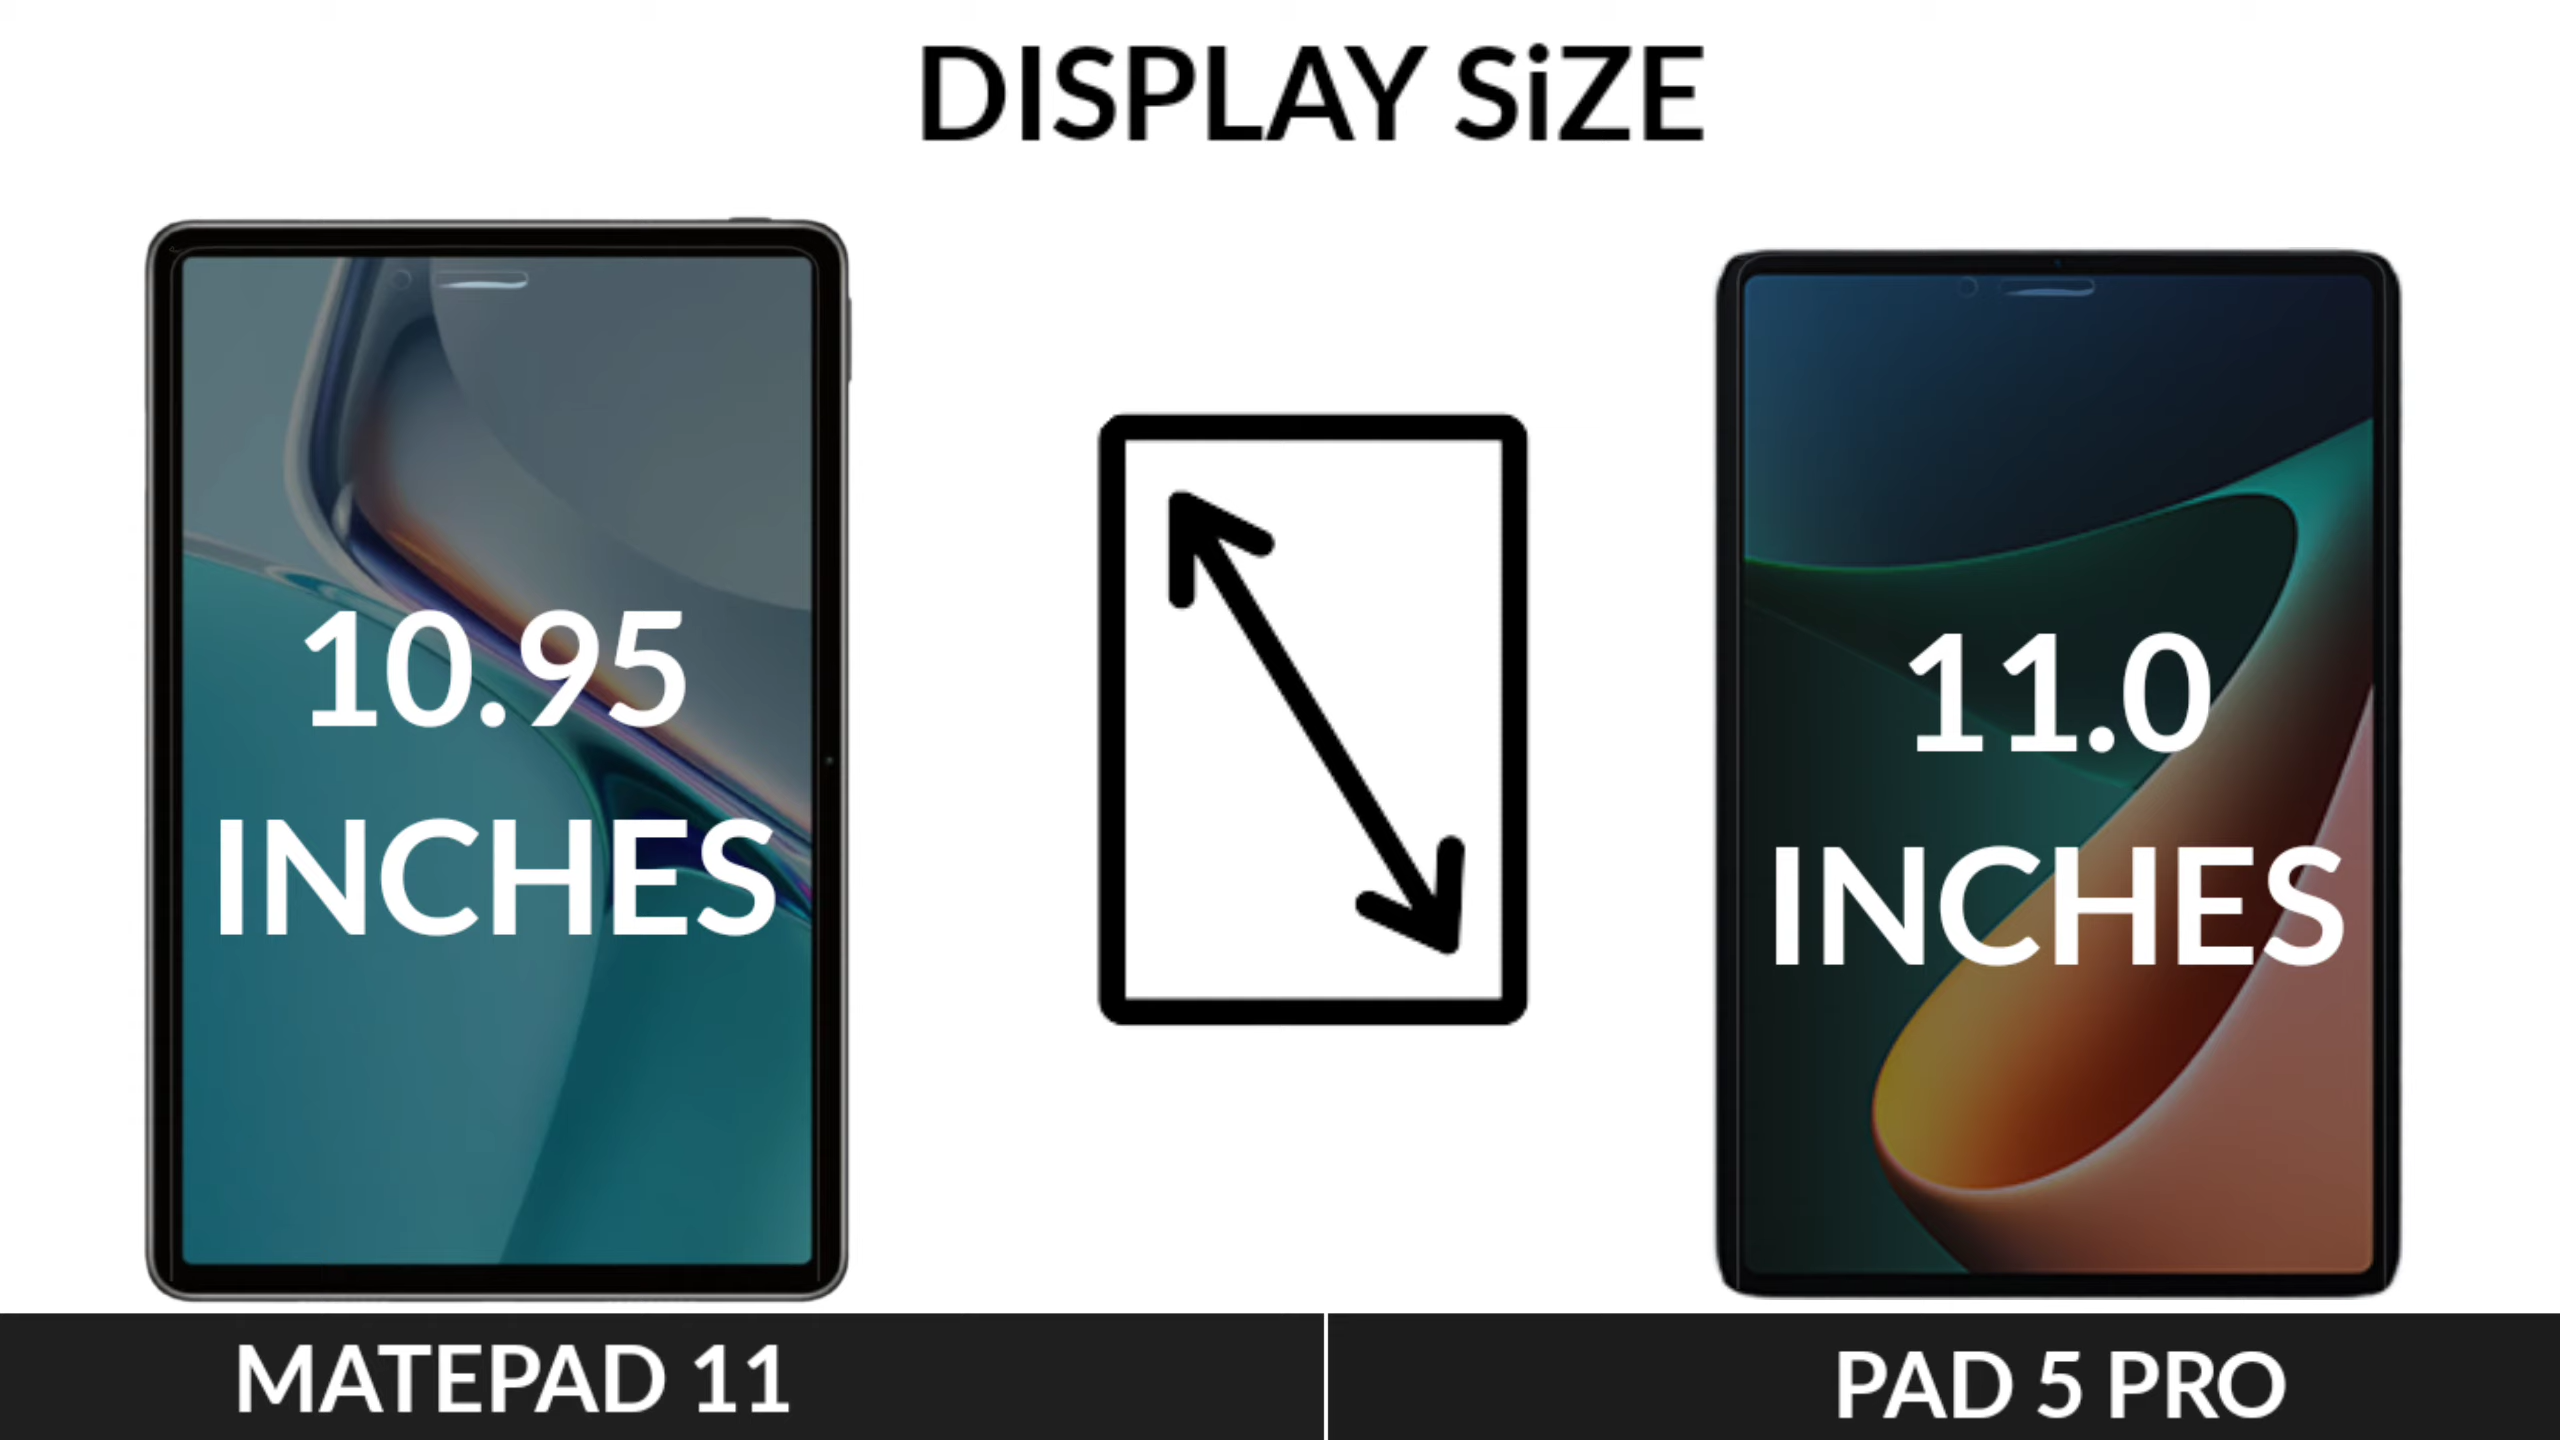 DISPLAY SiZE
10.95
INCHES
11.0
INCHES
MATEPAD 11
PAD 5 PRO